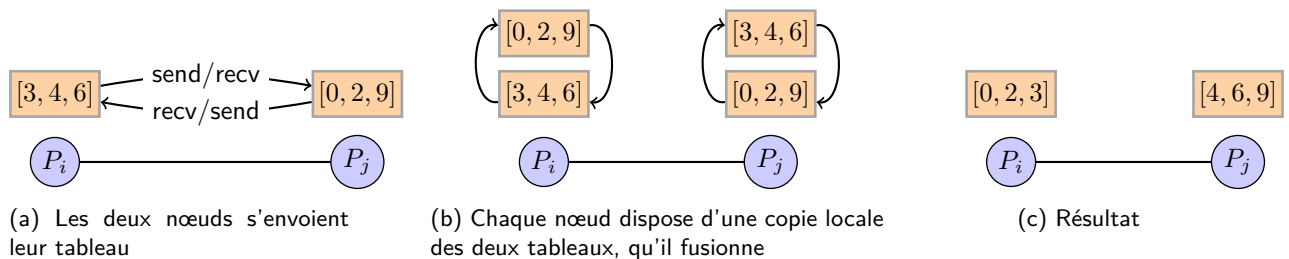 [3, 4, 6] send/recv [0, 2, 9]
recv/send
P_i P_j
(a) Les deux nœuds s'envoient
leur tableau
[0, 2, 9] [3, 4, 6]
[3, 4, 6] [0, 2, 9]
P_i P_j
(b) Chaque nœud dispose d'une copie locale
des deux tableaux, qu'il fusionne
[0, 2, 3] [4, 6, 9]
P_i P_j
(c) Résultat